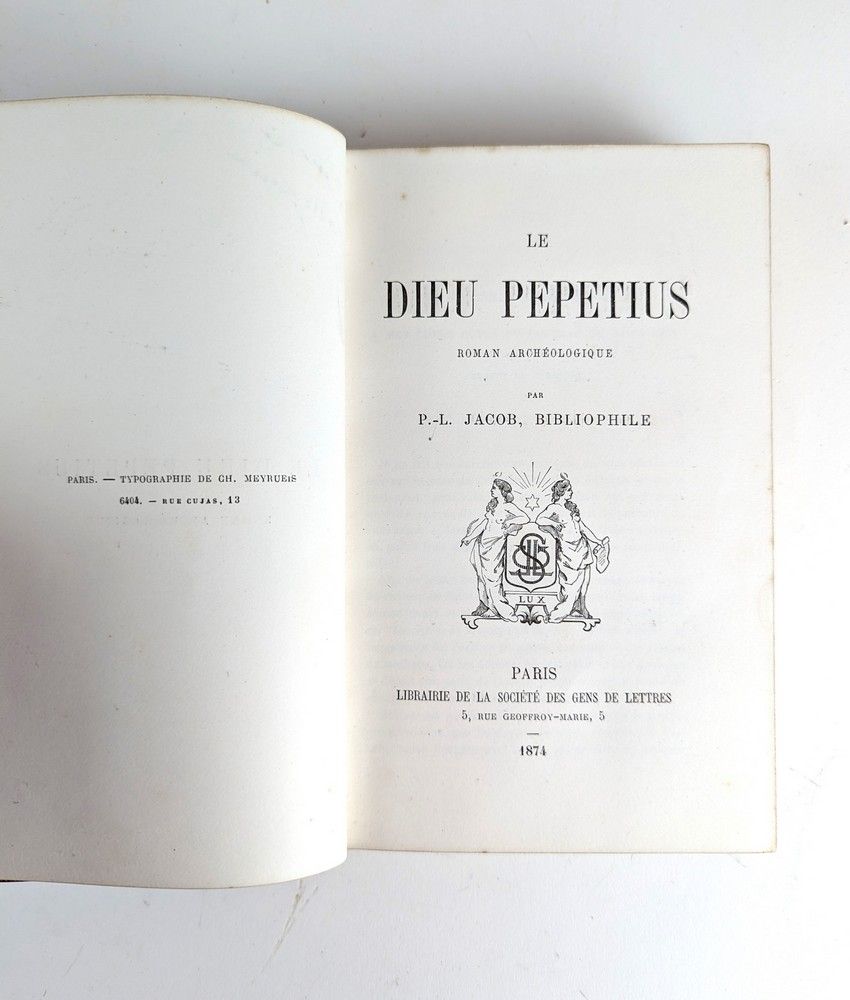 PARIS. — TYPOGRAPHIE DE CH. MEYRUEIS
6404. — RUE CUJAS, 13
LE
DIEU PEPETIUS
ROMAN ARCHÉOLOGIQUE
PAR
P.-L. JACOB, BIBLIOPHILE
LUX
PARIS
LIBRAIRIE DE LA SOCIÉTÉ DES GENS DE LETTRES
5, RUE GEOFFROY-MARIE, 5
1874